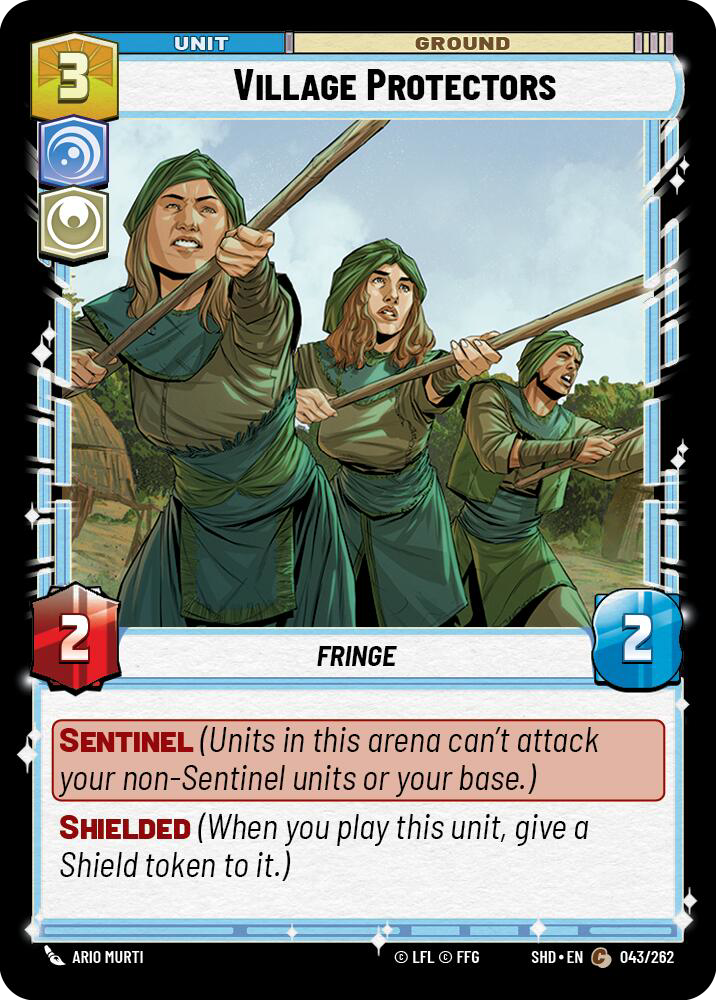 UNIT GROUND
3 VILLAGE PROTECTORS
2 FRINGE 2
SENTINEL (Units in this arena can't attack
your non-Sentinel units or your base.)
SHIELDED (When you play this unit, give a
Shield token to it.)
ARIO MURTI © LFL © FFG SHD • EN C 043/262